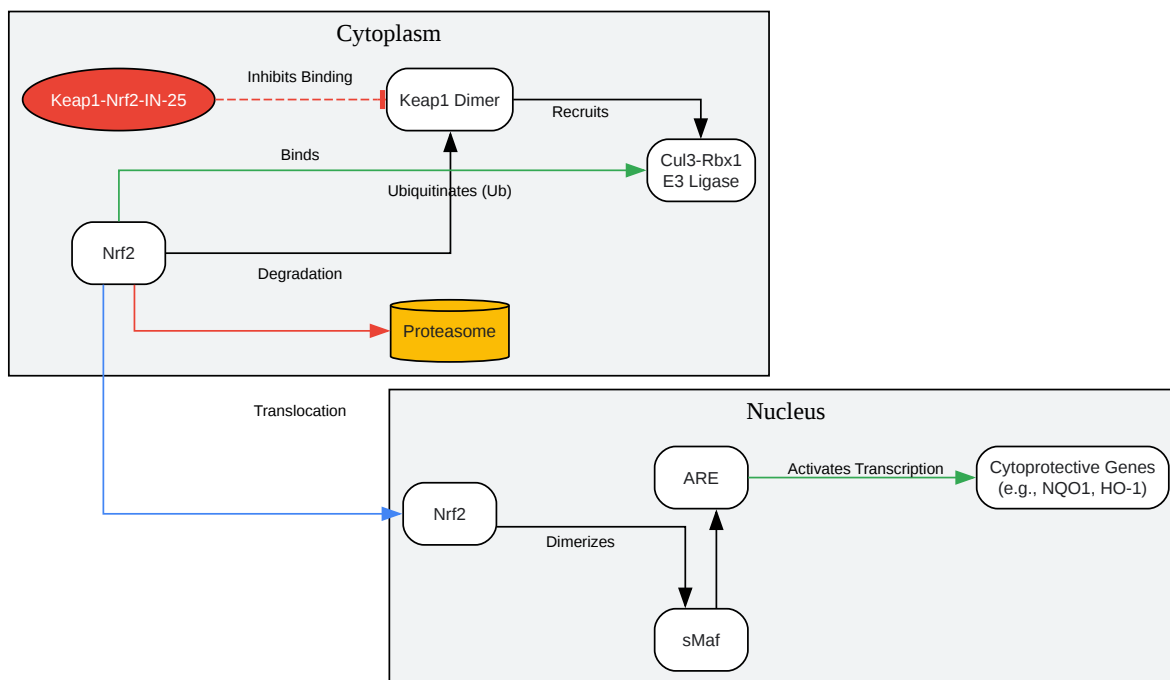 Cytoplasm
Inhibits Binding
Keap1-Nrf2-IN-25
Keap1 Dimer
Recruits
Binds
Cul3-Rbx1
E3 Ligase
Ubiquitinates (Ub)
Nrf2
Degradation
Proteasome
Translocation
Nucleus
ARE
Activates Transcription
Cytoprotective Genes
(e.g., NQO1, HO-1)
Nrf2
Dimerizes
sMaf